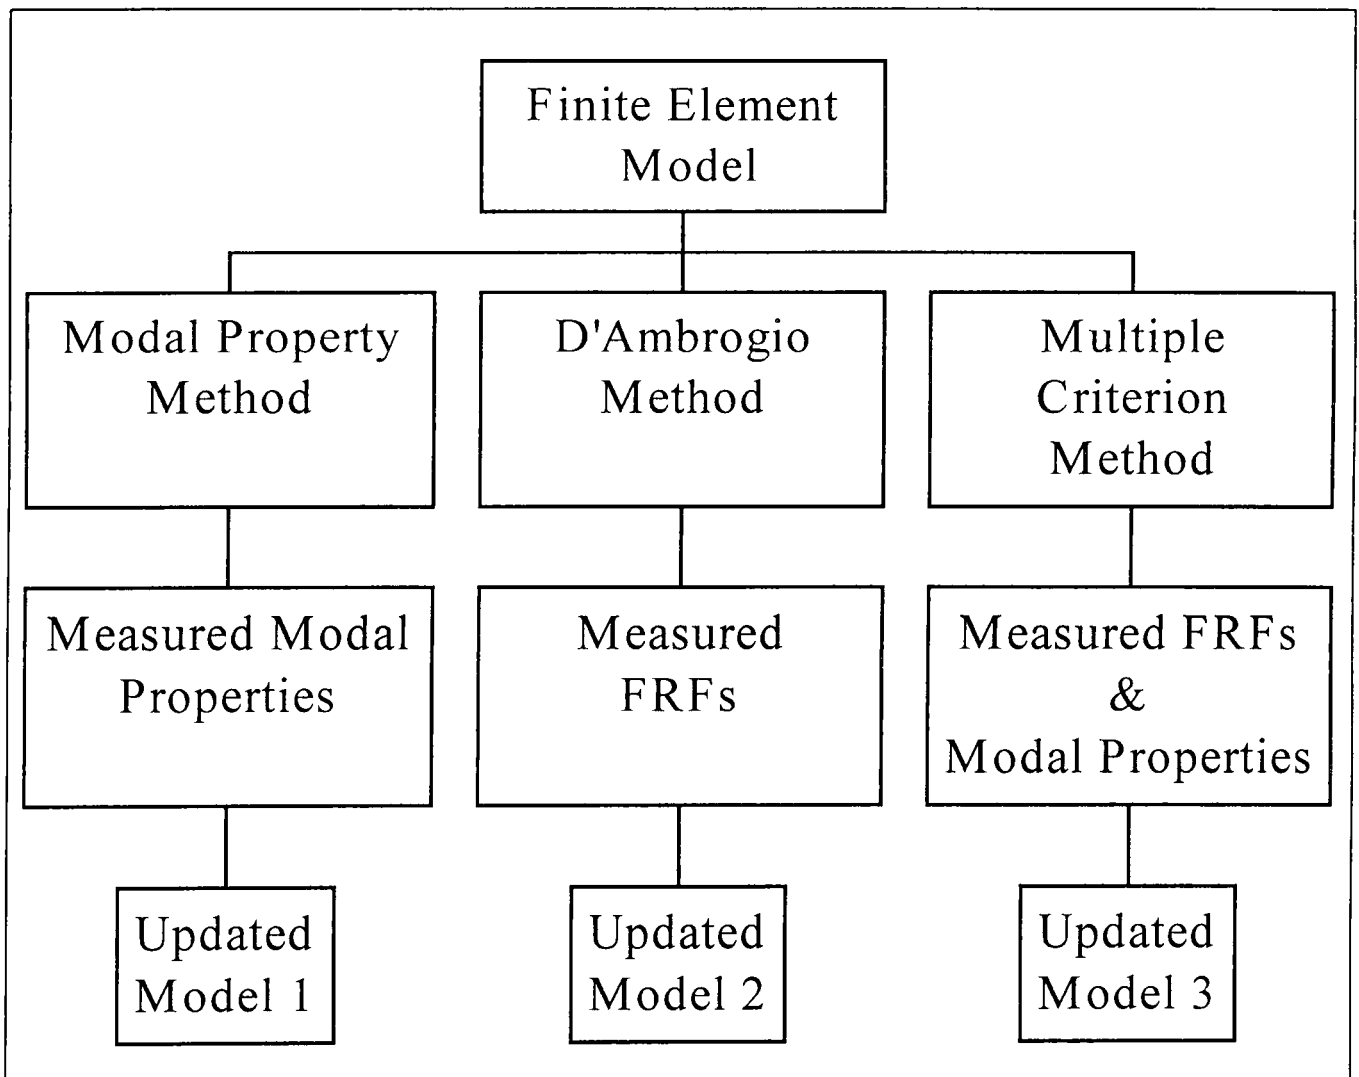 Finite Element
Model
Modal Property
Method
D'Ambrogio
Method
Multiple
Criterion
Method
Measured Modal
Properties
Measured
FRFs
Measured FRFs
&
Modal Properties
Updated
Model 1
Updated
Model 2
Updated
Model 3